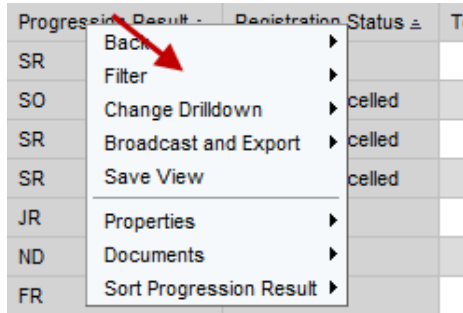 Progression Result Registration Status T
SR Back
Filter
SO Change Drilldown celled
SR Broadcast and Export celled
SR Save View celled
JR Properties
ND Documents
FR Sort Progression Result